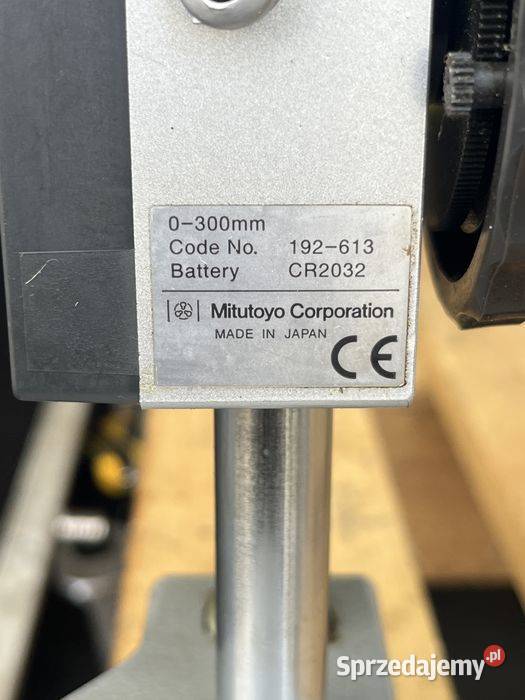 0-300mm
Code No. 192-613
Battery CR2032
Mitutoyo Corporation
MADE IN JAPAN
CE
Sprzedajemy.pl